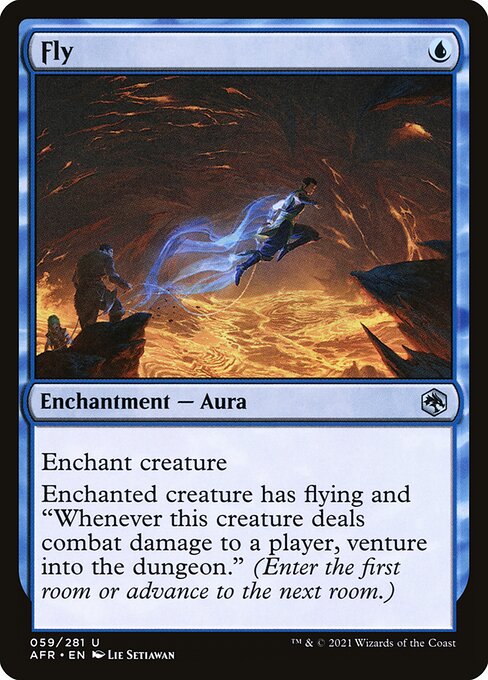 Fly
Enchantment — Aura
Enchant creature
Enchanted creature has flying and
“Whenever this creature deals
combat damage to a player, venture
into the dungeon.” (Enter the first
room or advance to the next room.)
059/281 U
AFR • EN Lie Setiawan
™ & © 2021 Wizards of the Coast